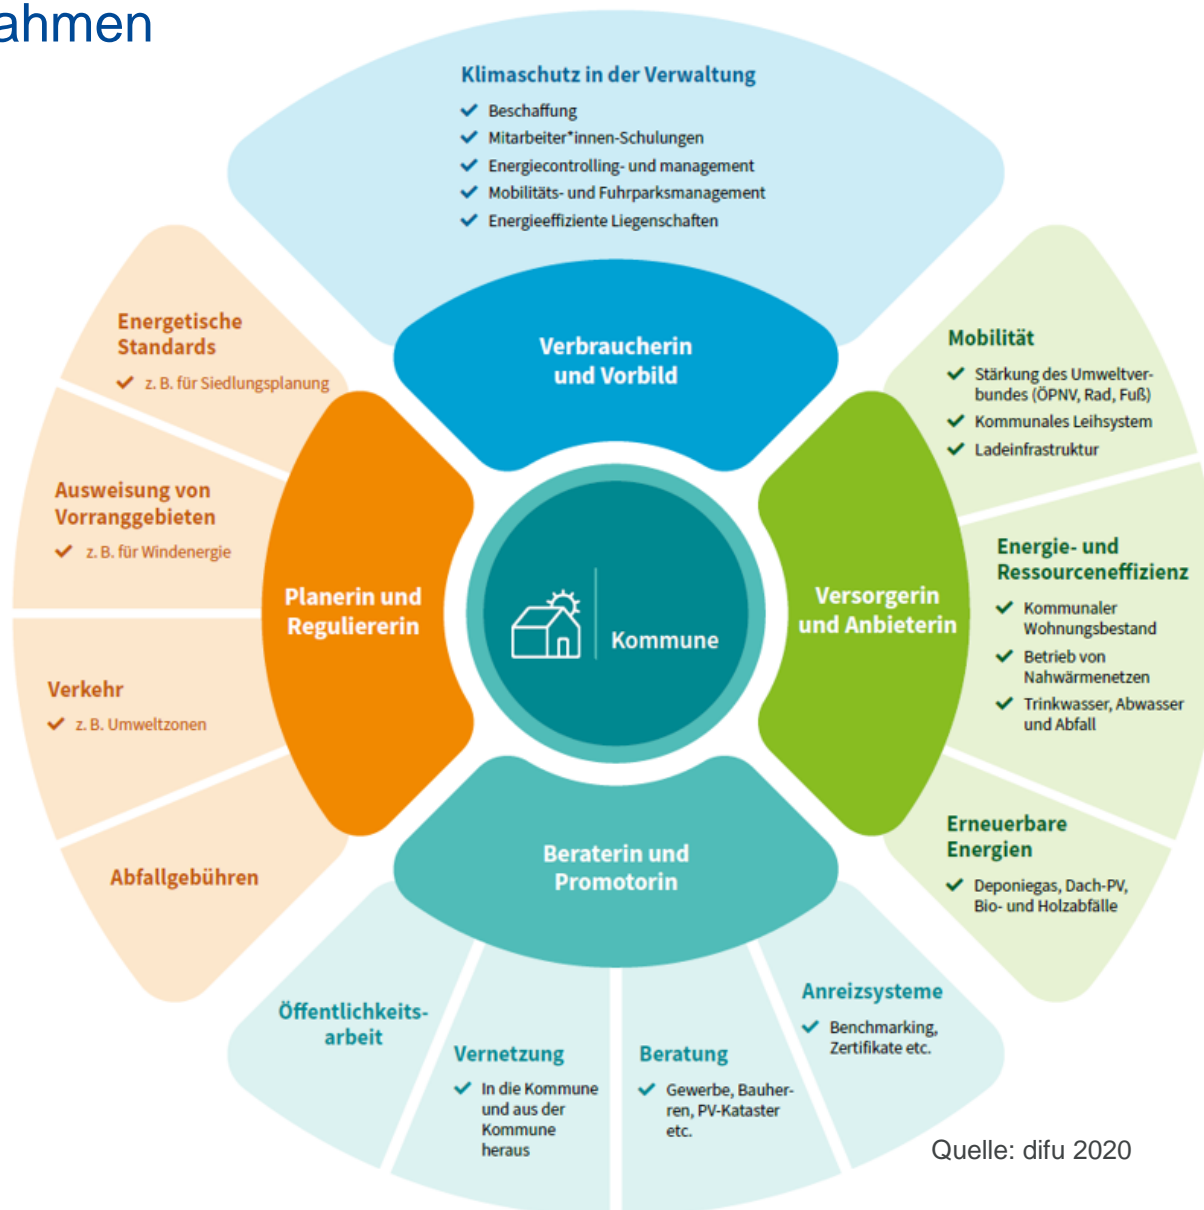 ahmen
Klimaschutz in der Verwaltung
Beschaffung
Mitarbeiter*innen-Schulungen
Energiecontrolling- und management
Mobilitäts- und Fuhrparksmanagement
Energieeffiziente Liegenschaften
Verbraucherin
und Vorbild
Energetische
Standards
z. B. für Siedlungsplanung
Ausweisung von
Vorranggebieten
z. B. für Windenergie
Verkehr
z. B. Umweltzonen
Abfallgebühren
Planerin und
Reguliererin
Kommune
Versorgerin
und Anbieterin
Mobilität
Stärkung des Umweltver-
bundes (ÖPNV, Rad, Fuß)
Kommunales Leihsystem
Ladeinfrastruktur
Energie- und
Ressourceneffizienz
Kommunaler
Wohnungsbestand
Betrieb von
Nahwärmenetzen
Trinkwasser, Abwasser
und Abfall
Erneuerbare
Energien
Deponiegas, Dach-PV,
Bio- und Holzabfälle
Beraterin und
Promotorin
Öffentlichkeits-
arbeit
Vernetzung
In die Kommune
und aus der
Kommune
heraus
Beratung
Gewerbe, Bauher-
ren, PV-Kataster
etc.
Anreizsysteme
Benchmarking,
Zertifikate etc.
Quelle: difu 2020